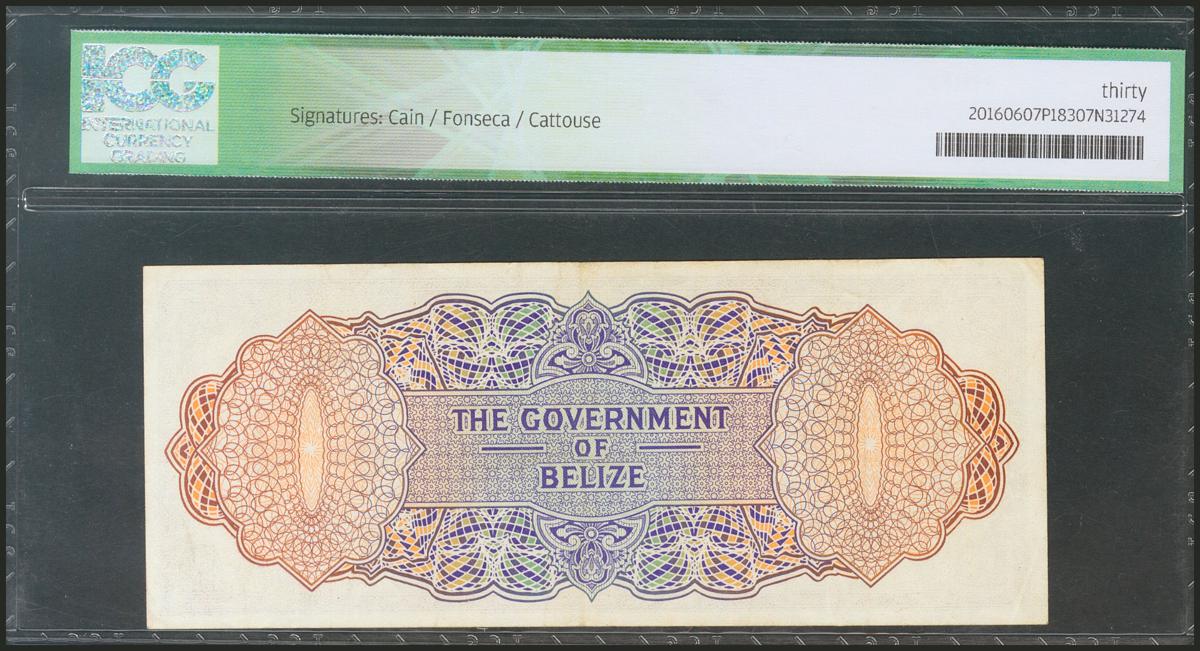 ICG
INTERNATIONAL
CURRENCY
GRADING
Signatures: Cain / Fonseca / Cattouse
thirty
20160607P18307N31274
THE GOVERNMENT
OF
BELIZE